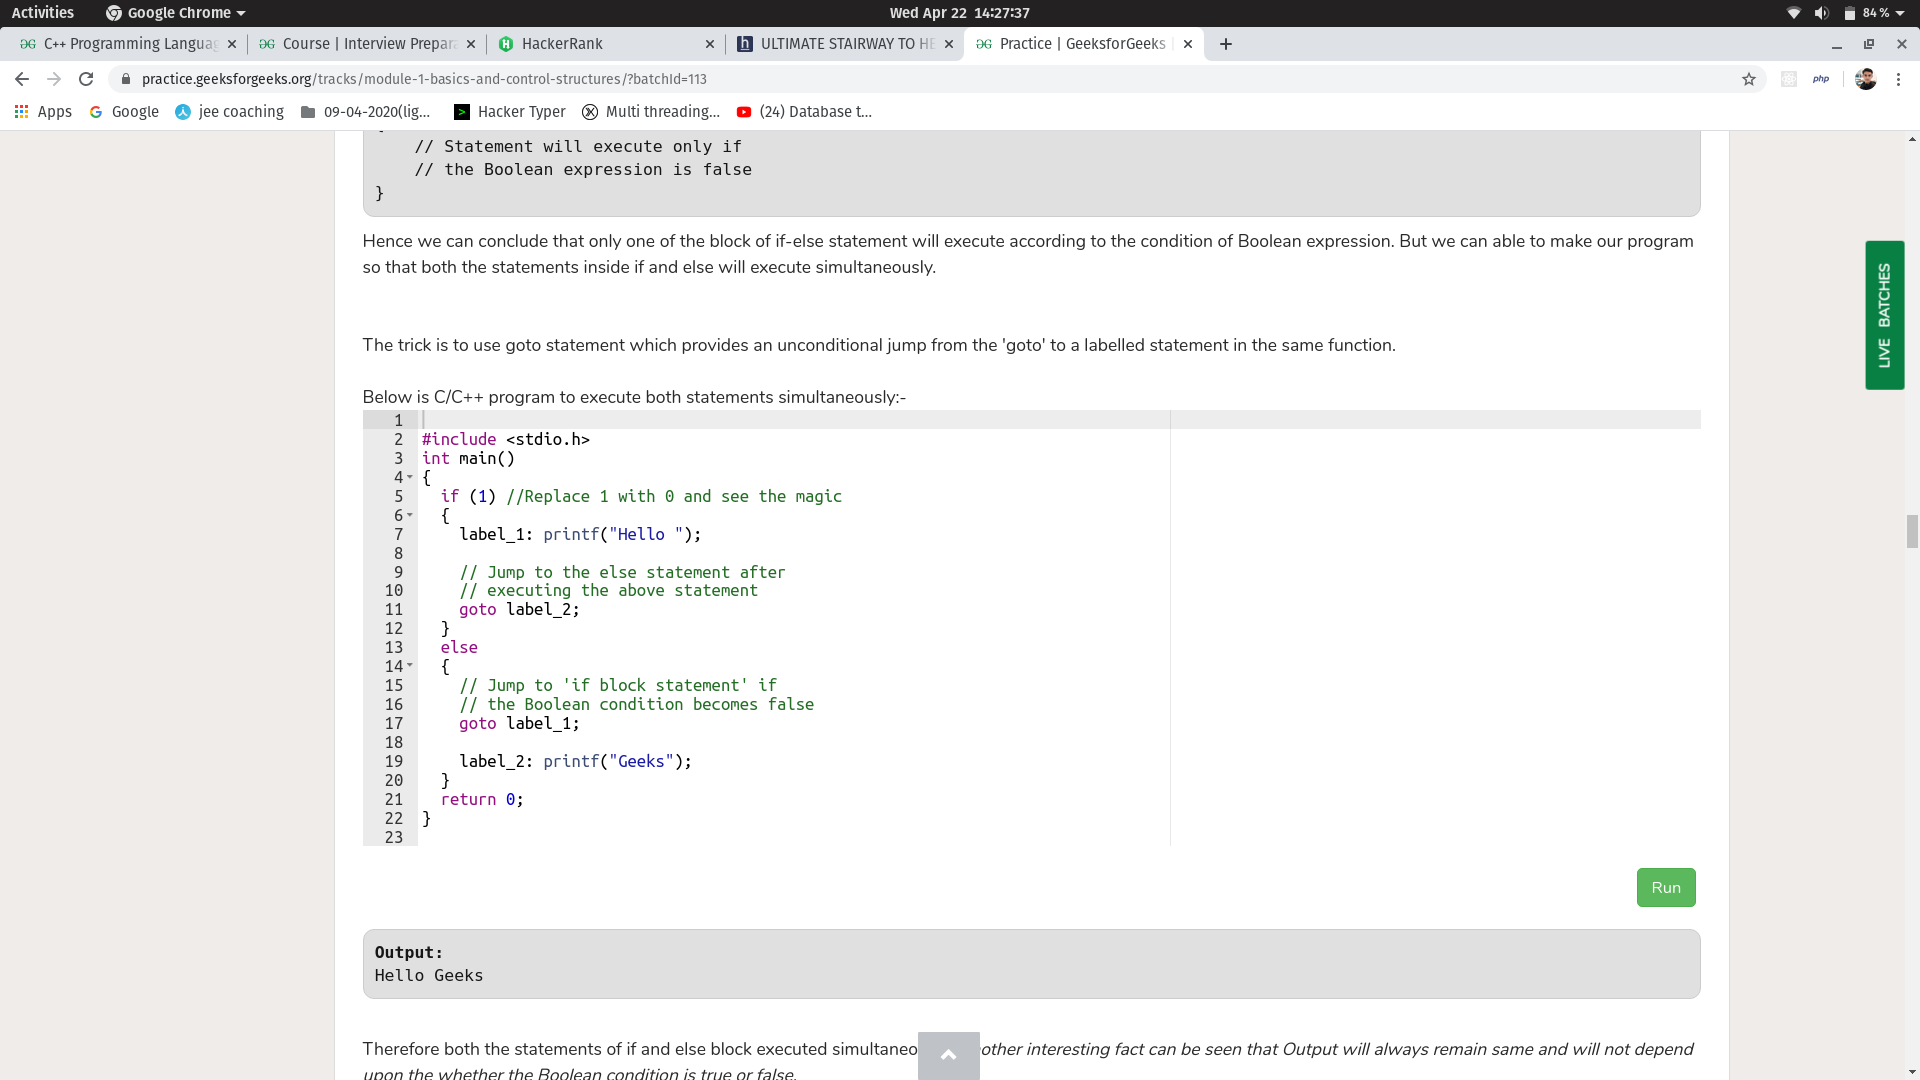 Activities Google Chrome Wed Apr 22 14:27:37 84 %
C++ Programming Languag Course | Interview Prepara HackerRank ULTIMATE STAIRWAY TO HE Practice | GeeksforGeeks
practice.geeksforgeeks.org/tracks/module-1-basics-and-control-structures/?batchId=113 php
Apps Google jee coaching 09-04-2020(lig... Hacker Typer Multi threading... (24) Database t...
// Statement will execute only if
// the Boolean expression is false
}
Hence we can conclude that only one of the block of if-else statement will execute according to the condition of Boolean expression. But we can able to make our program
so that both the statements inside if and else will execute simultaneously.
LIVE BATCHES
The trick is to use goto statement which provides an unconditional jump from the 'goto' to a labelled statement in the same function.
Below is C/C++ program to execute both statements simultaneously:-
1
2 #include <stdio.h>
3 int main()
4 {
5 if (1) //Replace 1 with 0 and see the magic
6 {
7 label_1: printf("Hello ");
8
9 // Jump to the else statement after
10 // executing the above statement
11 goto label_2;
12 }
13 else
14 {
15 // Jump to 'if block statement' if
16 // the Boolean condition becomes false
17 goto label_1;
18
19 label_2: printf("Geeks");
20 }
21 return 0;
22 }
23
Run
Output:
Hello Geeks
Therefore both the statements of if and else block executed simultaneo other interesting fact can be seen that Output will always remain same and will not depend
upon the whether the Boolean condition is true or false.